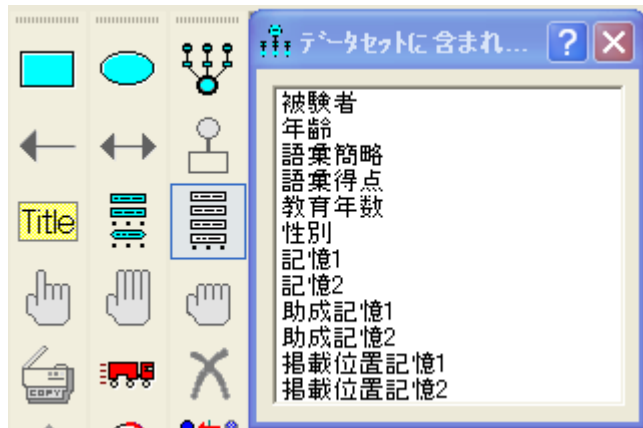 データセットに含まれ...
Title
COPY
被験者
年齢
語彙簡略
語彙得点
教育年数
性別
記憶1
記憶2
助成記憶1
助成記憶2
掲載位置記憶1
掲載位置記憶2